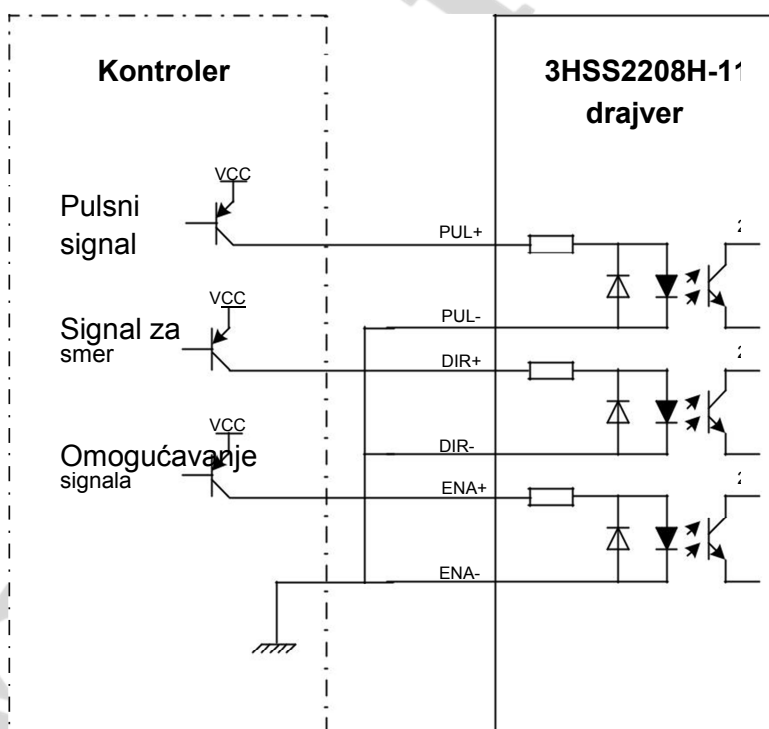 Kontroler
3HSS2208H-11
drajver
VCC
Pulsni
signal
PUL+
VCC
PUL-
Signal za
smer
DIR+
VCC
DIR-
Omogućavanje
signala
ENA+
ENA-